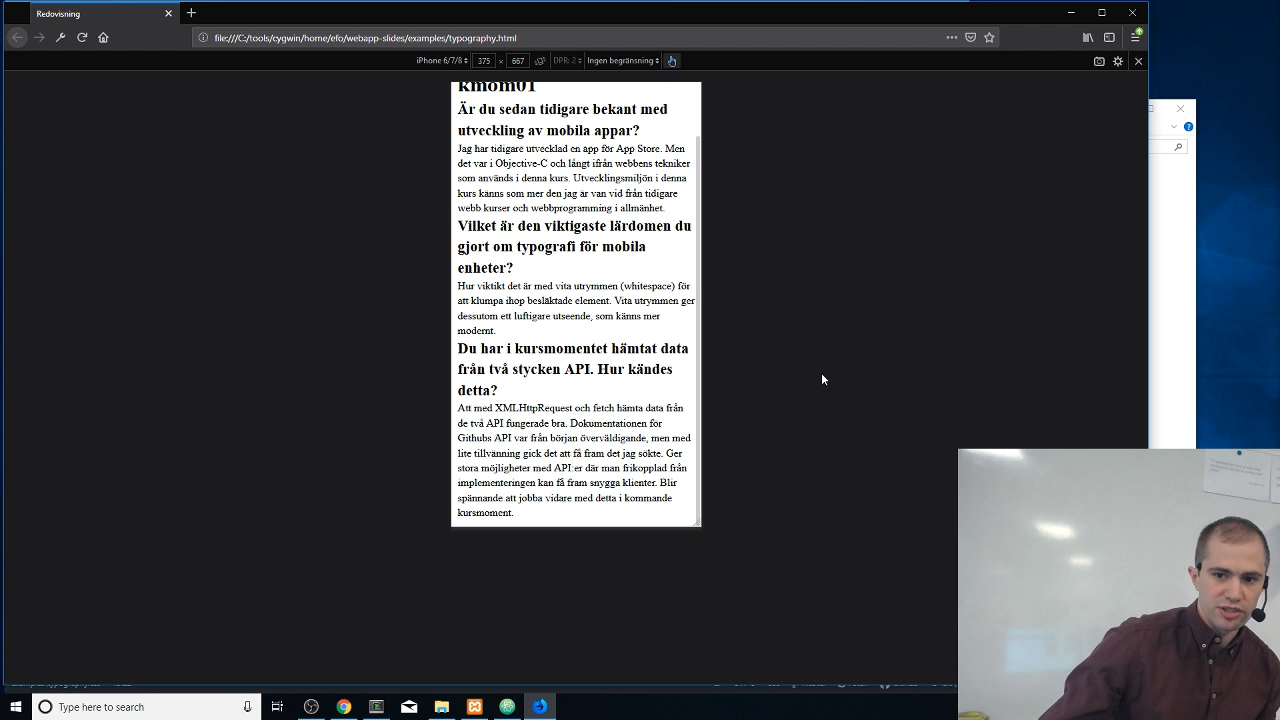 Redovisning
file:///C:/tools/cygwin/home/efo/webapp-slides/examples/typography.html
iPhone 6/7/8 375 × 667 DPR: 2 Ingen begränsning
kmom01
Är du sedan tidigare bekant med
utveckling av mobila appar?
Jag har tidigare utvecklad en app för App Store. Men
det var i Objective-C och långt ifrån webbens tekniker
som används i denna kurs. Utvecklingsmiljön i denna
kurs känns som mer den jag är van vid från tidigare
webb kurser och webbprogramming i allmänhet.
Vilket är den viktigaste lärdomen du
gjort om typografi för mobila
enheter?
Hur viktikt det är med vita utrymmen (whitespace) för
att klumpa ihop besläktade element. Vita utrymmen ger
dessutom ett luftigare utseende, som känns mer
modernt.
Du har i kursmomentet hämtat data
från två stycken API. Hur kändes
detta?
Att med XMLHttpRequest och fetch hämta data från
de två API fungerade bra. Dokumentationen för
Githubs API var från början överväldigande, men med
lite tillvänning gick det att få fram det jag sökte. Ger
stora möjligheter med API:er där man frikopplad från
implementeringen kan få fram snygga klienter. Blir
spännande att jobba vidare med detta i kommande
kursmoment.
Type here to search